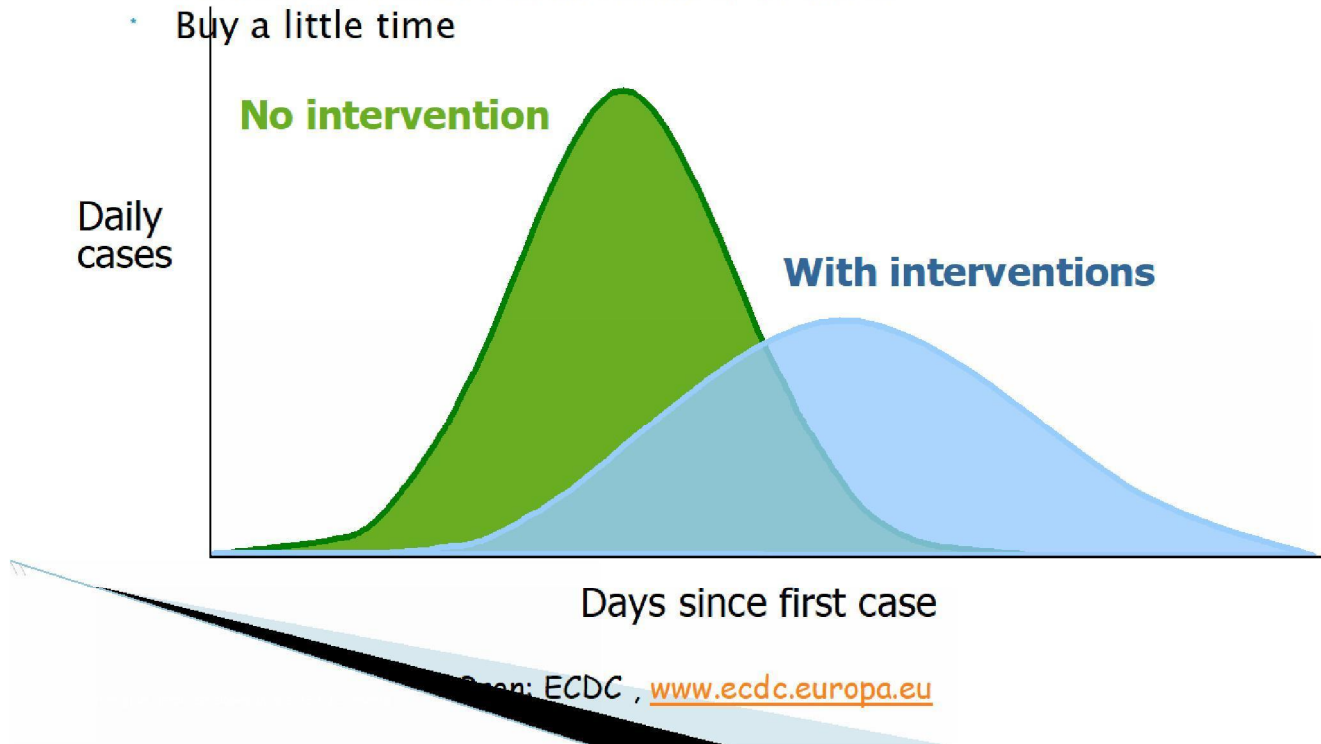 * Buy a little time
No intervention
Daily
cases
With interventions
Days since first case
ECDC , www.ecdc.europa.eu